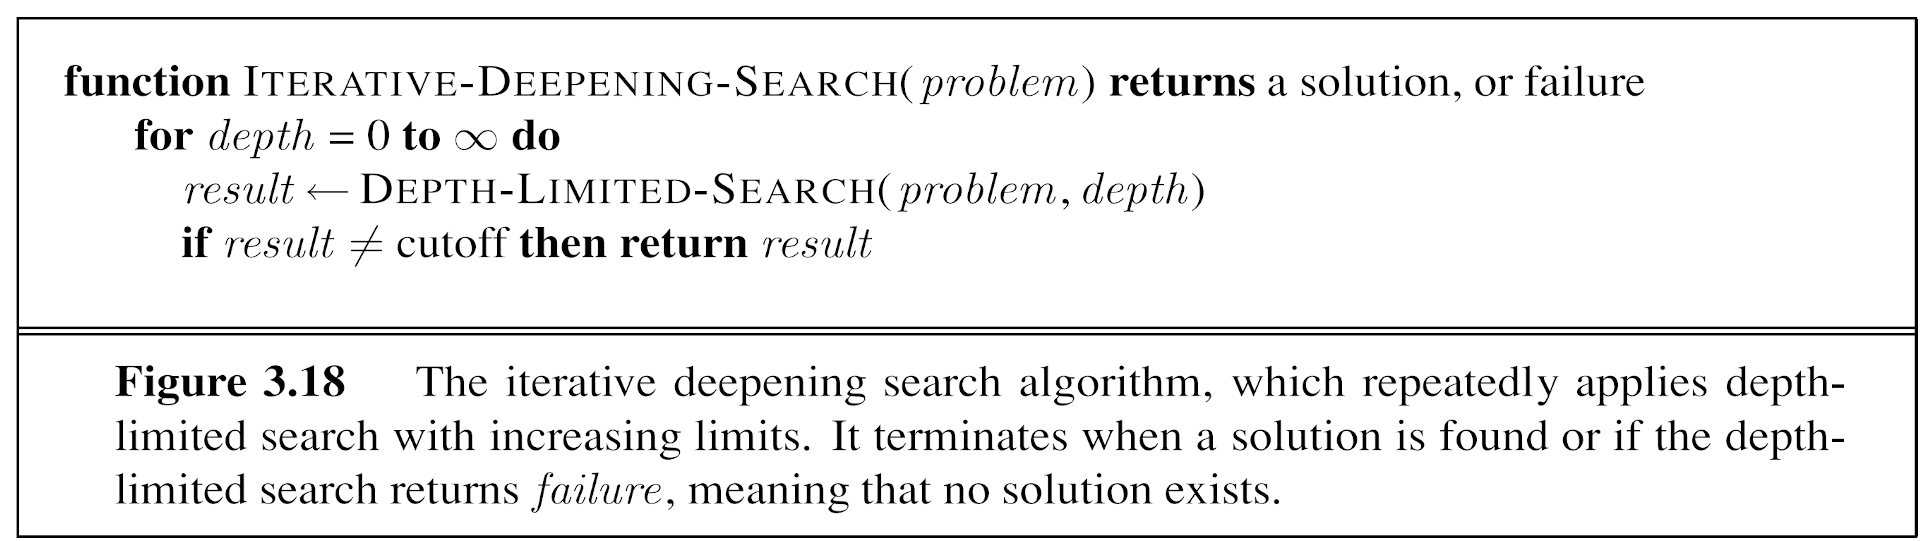 function ITERATIVE-DEEPENING-SEARCH(problem) returns a solution, or failure
for depth = 0 to ∞ do
result ← DEPTH-LIMITED-SEARCH(problem, depth)
if result ≠ cutoff then return result
Figure 3.18 The iterative deepening search algorithm, which repeatedly applies depth-
limited search with increasing limits. It terminates when a solution is found or if the depth-
limited search returns failure, meaning that no solution exists.